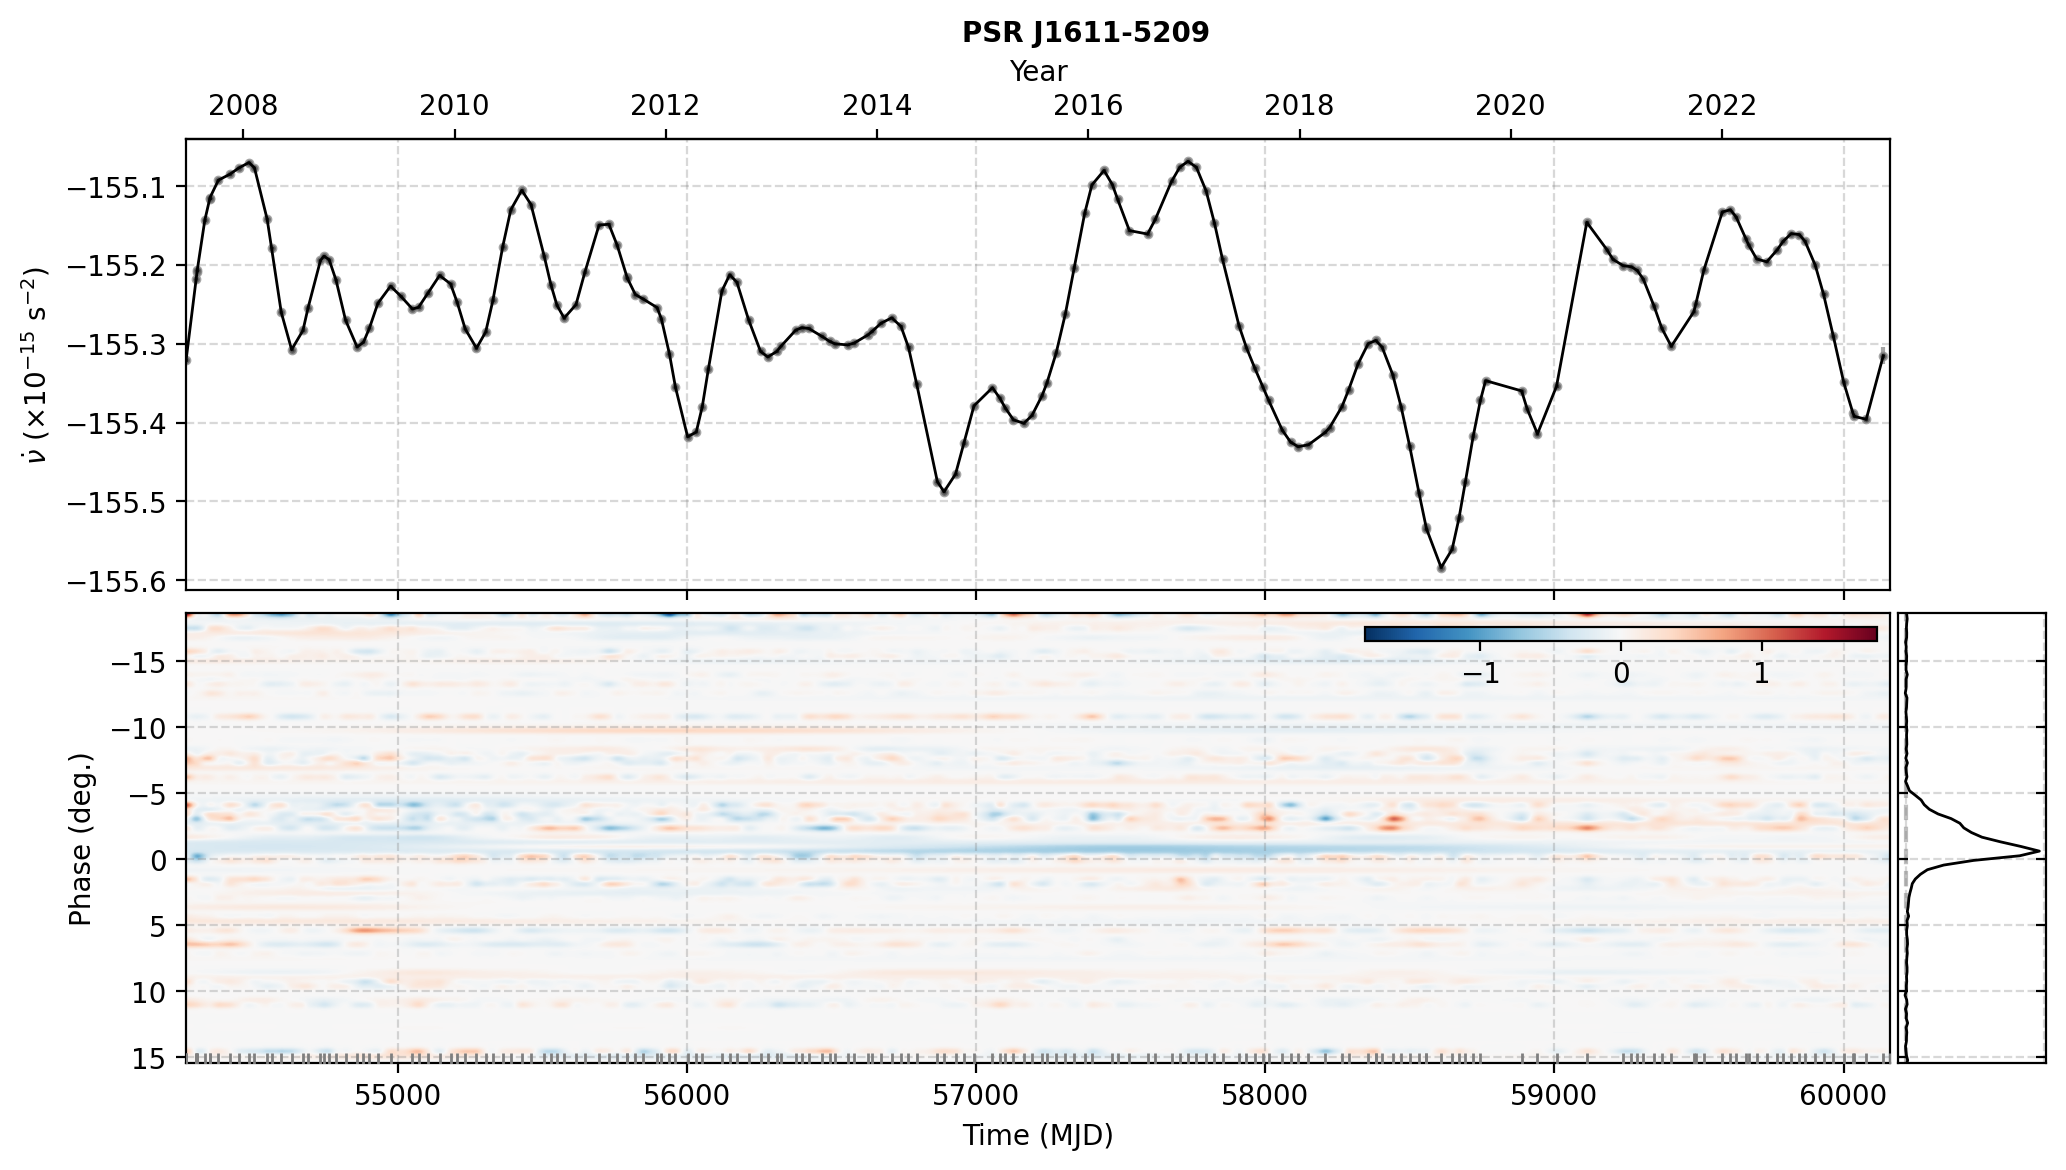 PSR J1611-5209
Year
2008 2010 2012 2014 2016 2018 2020 2022
−155.1
−155.2
−155.3
−155.4
−155.5
−155.6
ν̇ (×10⁻¹⁵ s⁻²)
−1 0 1
−15
−10
−5
0
5
10
15
Phase (deg.)
55000 56000 57000 58000 59000 60000
Time (MJD)